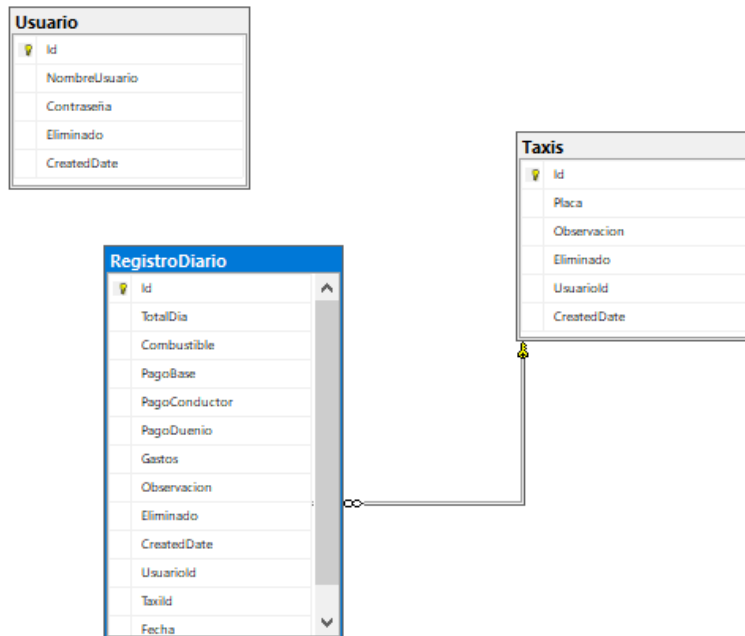 Usuario
Id
NombreUsuario
Contraseña
Eliminado
CreatedDate
Taxis
Id
Placa
Observacion
Eliminado
UsuarioId
CreatedDate
RegistroDiario
Id
TotalDia
Combustible
PagoBase
PagoConductor
PagoDuenio
Gastos
Observacion
Eliminado
CreatedDate
UsuarioId
TaxiId
Fecha